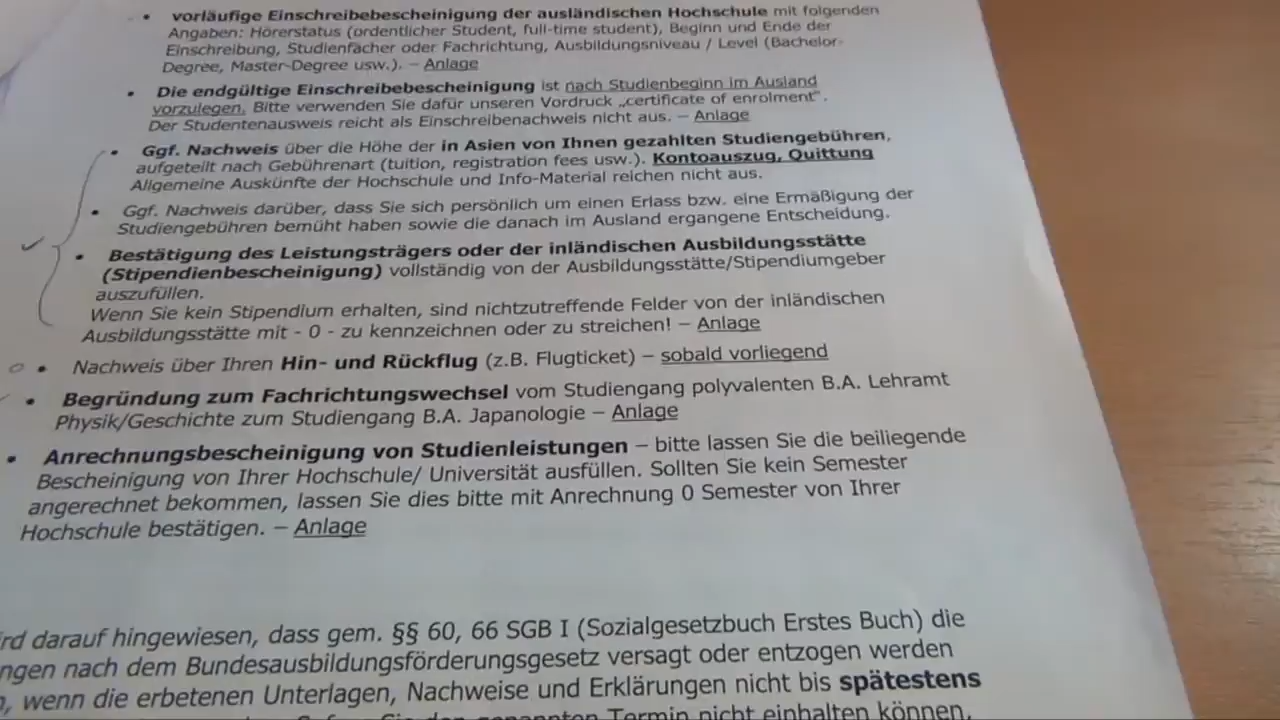 • vorläufige Einschreibebescheinigung der ausländischen Hochschule mit folgenden
Angaben: Hörerstatus (ordentlicher Student, full-time student), Beginn und Ende der
Einschreibung, Studienfächer oder Fachrichtung, Ausbildungsniveau / Level (Bachelor-
Degree, Master-Degree usw.). – Anlage
• Die endgültige Einschreibebescheinigung ist nach Studienbeginn im Ausland
vorzulegen. Bitte verwenden Sie dafür unseren Vordruck „certificate of enrolment".
Der Studentenausweis reicht als Einschreibenachweis nicht aus. – Anlage
• Ggf. Nachweis über die Höhe der in Asien von Ihnen gezahlten Studiengebühren,
aufgeteilt nach Gebührenart (tuition, registration fees usw.). Kontoauszug, Quittung
Allgemeine Auskünfte der Hochschule und Info-Material reichen nicht aus.
• Ggf. Nachweis darüber, dass Sie sich persönlich um einen Erlass bzw. eine Ermäßigung der
Studiengebühren bemüht haben sowie die danach im Ausland ergangene Entscheidung.
• Bestätigung des Leistungsträgers oder der inländischen Ausbildungsstätte
(Stipendienbescheinigung) vollständig von der Ausbildungsstätte/Stipendiumgeber
auszufüllen.
Wenn Sie kein Stipendium erhalten, sind nichtzutreffende Felder von der inländischen
Ausbildungsstätte mit - 0 - zu kennzeichnen oder zu streichen! – Anlage
• Nachweis über Ihren Hin- und Rückflug (z.B. Flugticket) – sobald vorliegend
• Begründung zum Fachrichtungswechsel vom Studiengang polyvalenten B.A. Lehramt
Physik/Geschichte zum Studiengang B.A. Japanologie – Anlage
• Anrechnungsbescheinigung von Studienleistungen – bitte lassen Sie die beiliegende
Bescheinigung von Ihrer Hochschule/ Universität ausfüllen. Sollten Sie kein Semester
angerechnet bekommen, lassen Sie dies bitte mit Anrechnung 0 Semester von Ihrer
Hochschule bestätigen. – Anlage
ird darauf hingewiesen, dass gem. §§ 60, 66 SGB I (Sozialgesetzbuch Erstes Buch) die
ngen nach dem Bundesausbildungsförderungsgesetz versagt oder entzogen werden
n, wenn die erbetenen Unterlagen, Nachweise und Erklärungen nicht bis spätestens
Sie den genannten Termin nicht einhalten können,